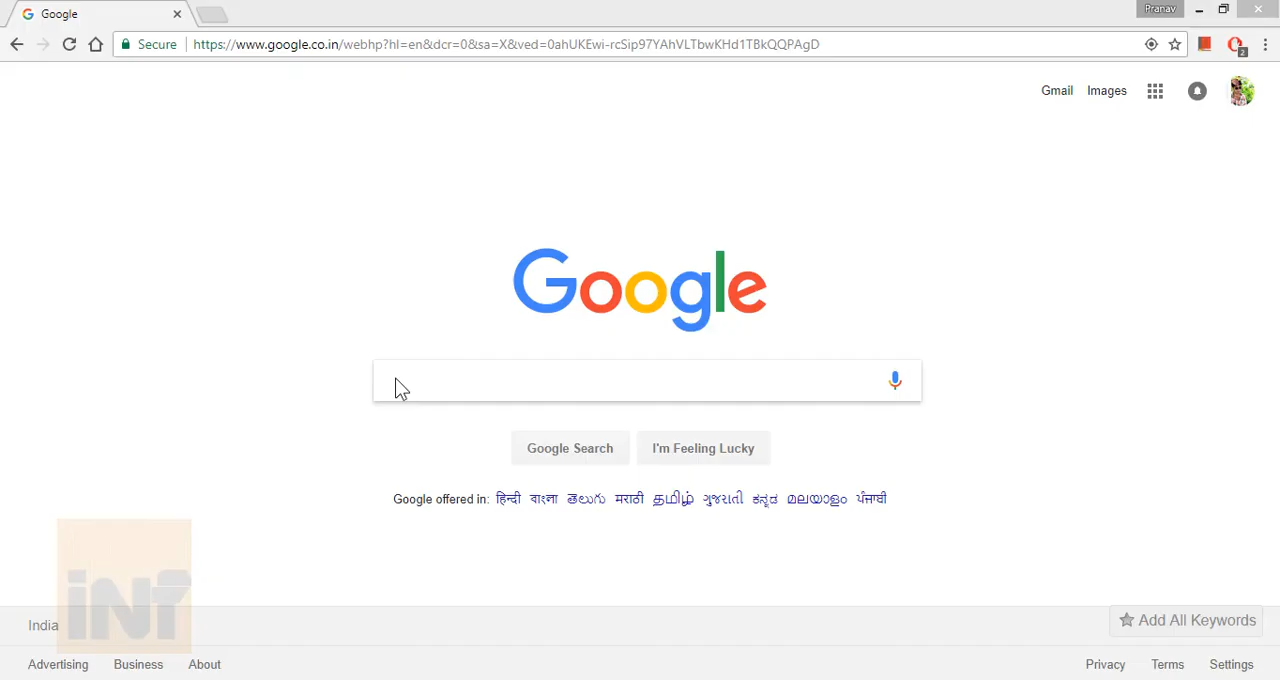 Google
Pranav
Secure
https://www.google.co.in/webhp?hl=en&dcr=0&sa=X&ved=0ahUKEwi-rcSip97YAhVLTbwKHd1TBkQQPAgD
2
Gmail Images
Google
Google Search I'm Feeling Lucky
Google offered in: हिन्दी বাংলা తెలుగు मराठी தமிழ் ગુજરાતી ಕನ್ನಡ മലയാളം ਪੰਜਾਬੀ
iNT
India
Add All Keywords
Advertising Business About
Privacy Terms Settings